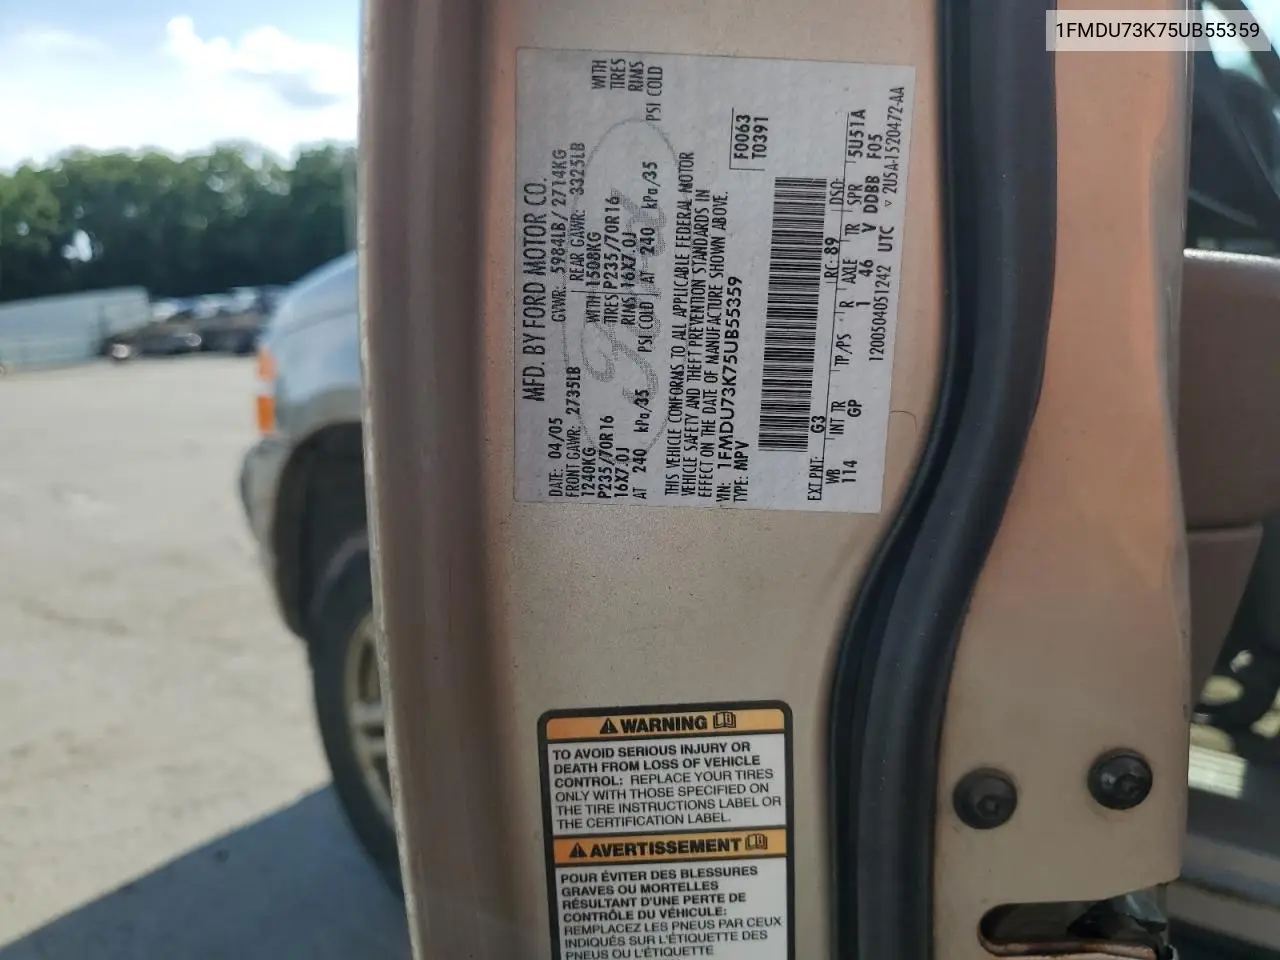 1FMDU73K75UB55359
MFD. BY FORD MOTOR CO.
DATE: 04/05 GVWR: 5984LB/ 2714KG
FRONT GAWR: 2735LB REAR GAWR: 3325LB
1240KG WITH 1508KG WITH
P235/70R16 TIRES P235/70R16 TIRES
16X7.0J RIMS 16X7.0J RIMS
AT 240 kPa/35 PSI COLD AT 240 kPa/35 PSI COLD
THIS VEHICLE CONFORMS TO ALL APPLICABLE FEDERAL MOTOR
VEHICLE SAFETY AND THEFT PREVENTION STANDARDS IN
EFFECT ON THE DATE OF MANUFACTURE SHOWN ABOVE.
VIN: 1FMDU73K75UB55359
TYPE: MPV
F0063
T0391
EXT PNT: G3 RC: 89 DSO: 5U51A
WB INT TR TP/PS R AXLE TR SPR
114 GP 1 46 V DDBB F05
1200504051242 UTC ▽ 2U5A-1520472-AA
WARNING
TO AVOID SERIOUS INJURY OR
DEATH FROM LOSS OF VEHICLE
CONTROL: REPLACE YOUR TIRES
ONLY WITH THOSE SPECIFIED ON
THE TIRE INSTRUCTIONS LABEL OR
THE CERTIFICATION LABEL.
AVERTISSEMENT
POUR ÉVITER DES BLESSURES
GRAVES OU MORTELLES
RÉSULTANT D'UNE PERTE DE
CONTRÔLE DU VÉHICULE:
REMPLACEZ LES PNEUS PAR CEUX
INDIQUÉS SUR L'ÉTIQUETTE DES
PNEUS OU L'ÉTIQUETTE